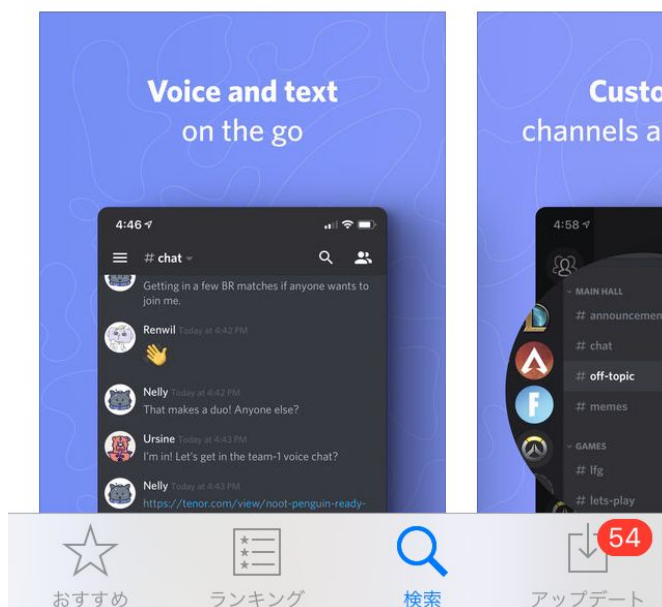 Voice and text
on the go
4:46
# chat
Getting in a few BR matches if anyone wants to
join me.
Renwil Today at 4:42 PM
Nelly Today at 4:42 PM
That makes a duo! Anyone else?
Ursine Today at 4:43 PM
I'm in! Let's get in the team-1 voice chat?
Nelly Today at 4:43 PM
https://tenor.com/view/noot-penguin-ready-
Custo
channels a
4:58
MAIN HALL
# announcemen
# chat
# off-topic
# memes
GAMES
# lfg
# lets-play
おすすめ
ランキング
検索
54
アップデート